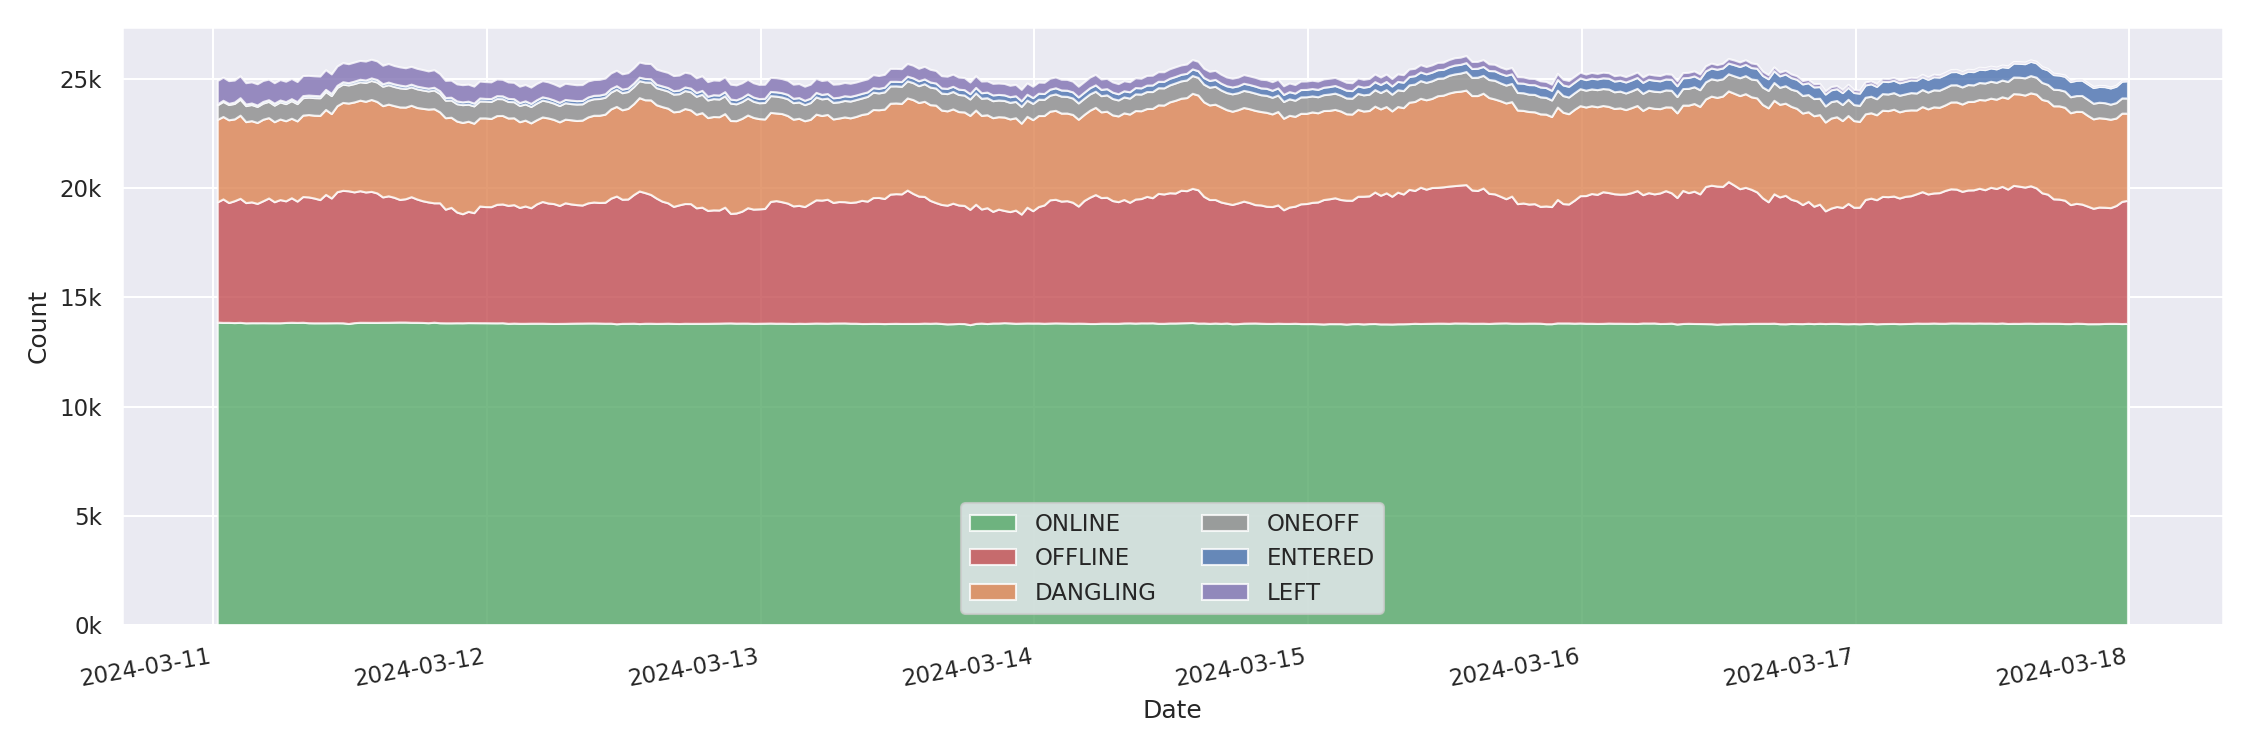 25k
20k
15k
10k
5k
0k
Count
ONLINE
OFFLINE
DANGLING
ONEOFF
ENTERED
LEFT
2024-03-11
2024-03-12
2024-03-13
2024-03-14
2024-03-15
2024-03-16
2024-03-17
2024-03-18
Date